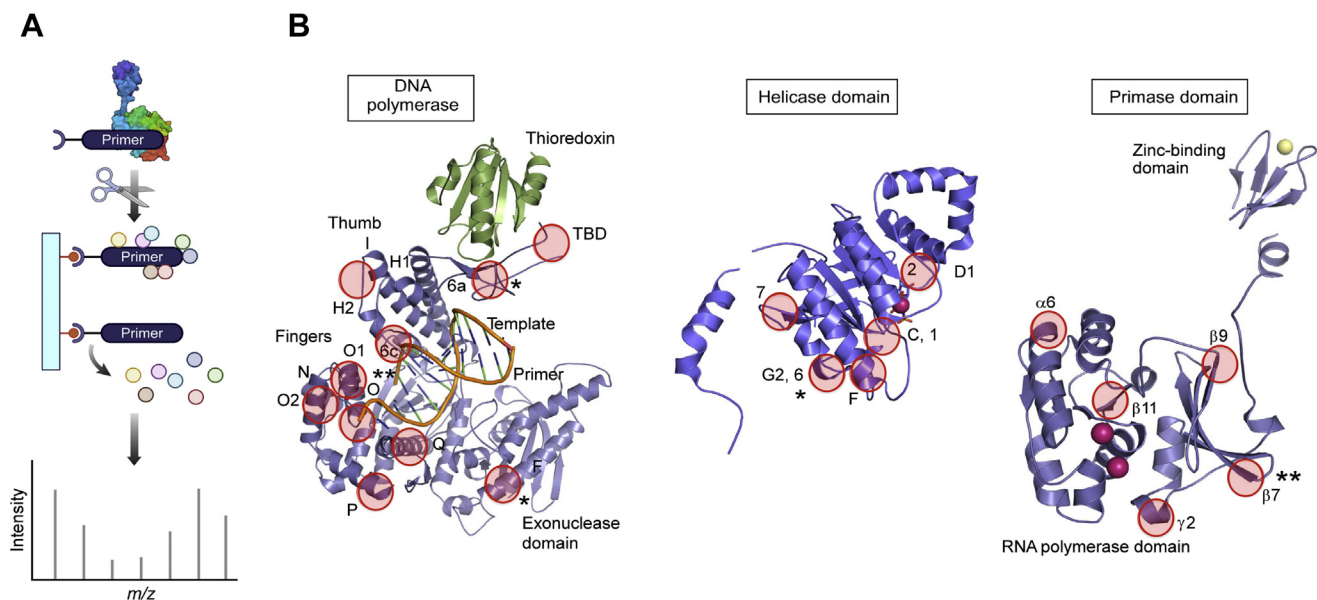 A
B
Primer
Primer
Primer
Intensity
m/z
DNA
polymerase
Thioredoxin
Thumb
I
H1
TBD
6a
*
H2
Template
Fingers
6c
**
O1
N
O
Primer
O2
Q
F
P
*
Exonuclease
domain
Helicase domain
2
D1
7
C, 1
G2, 6
F
*
Primase domain
Zinc-binding
domain
α6
β9
β11
**
β7
γ2
RNA polymerase domain